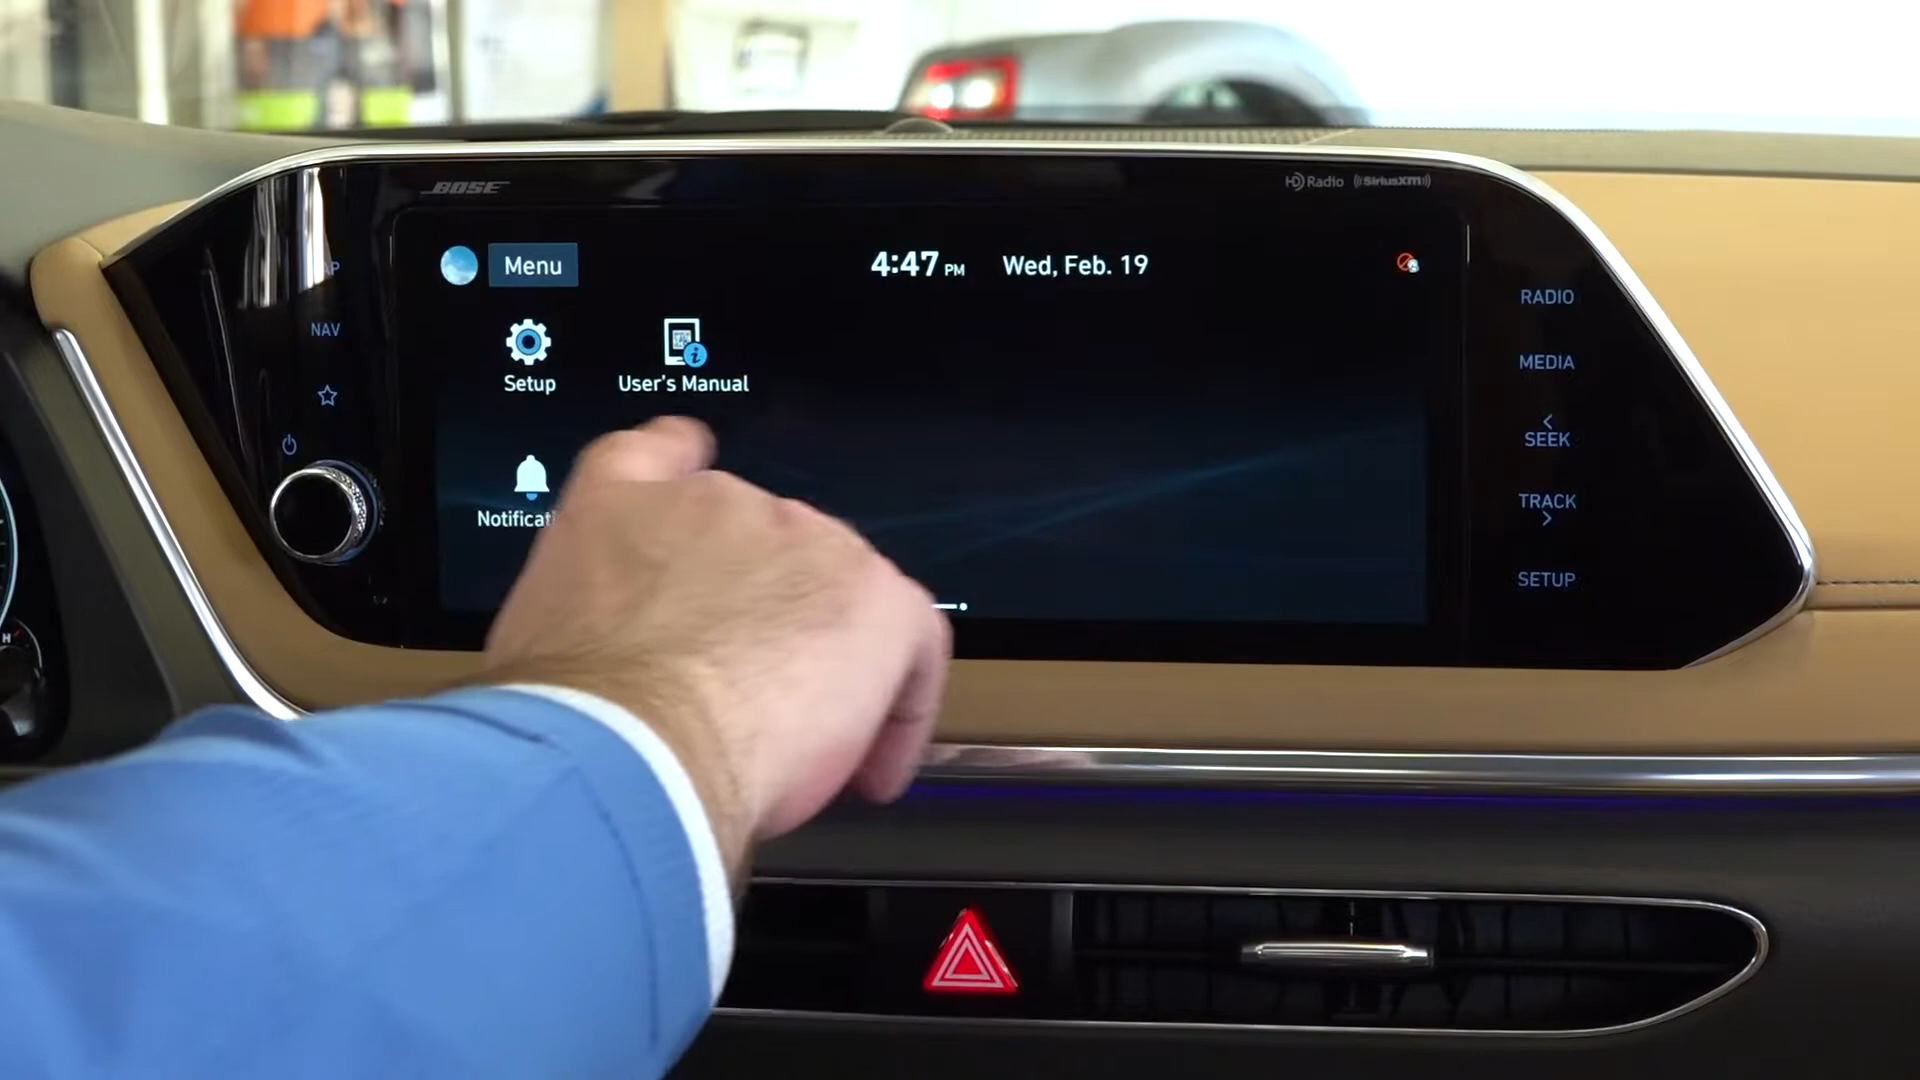 BOSE
HD Radio ((SiriusXM))
Menu
4:47 PM Wed, Feb. 19
NAV
Setup
User's Manual
RADIO
MEDIA
<
SEEK
TRACK
>
SETUP
H